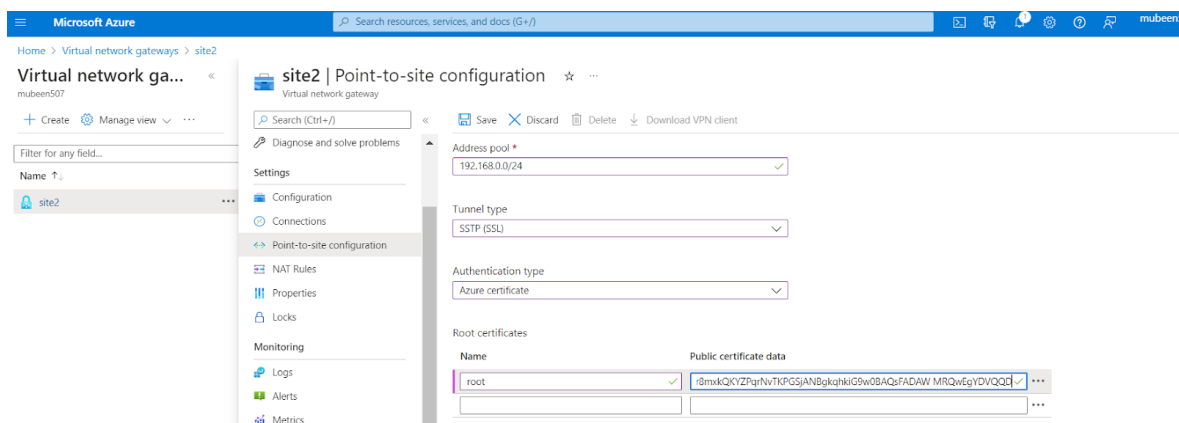 Microsoft Azure
Search resources, services, and docs (G+/)
1
mubeen
Home > Virtual network gateways > site2
Virtual network ga...
mubeen507
Create
Manage view
Filter for any field...
Name
site2
site2 | Point-to-site configuration
Virtual network gateway
Search (Ctrl+/)
Diagnose and solve problems
Settings
Configuration
Connections
Point-to-site configuration
NAT Rules
Properties
Locks
Monitoring
Logs
Alerts
Metrics
Save
Discard
Delete
Download VPN client
Address pool *
192.168.0.0/24
Tunnel type
SSTP (SSL)
Authentication type
Azure certificate
Root certificates
Name
Public certificate data
root
r8mxkQKYZPqrNvTKPGSjANBgkqhkiG9w0BAQsFADAW MRQwEgYDVQQD